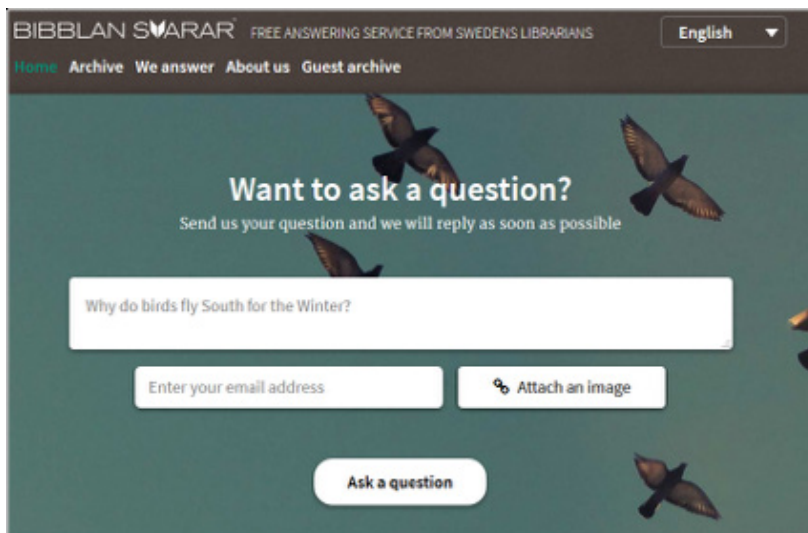 BIBBLAN SVARAR FREE ANSWERING SERVICE FROM SWEDENS LIBRARIANS English
Home Archive We answer About us Guest archive
Want to ask a question?
Send us your question and we will reply as soon as possible
Why do birds fly South for the Winter?
Enter your email address Attach an image
Ask a question